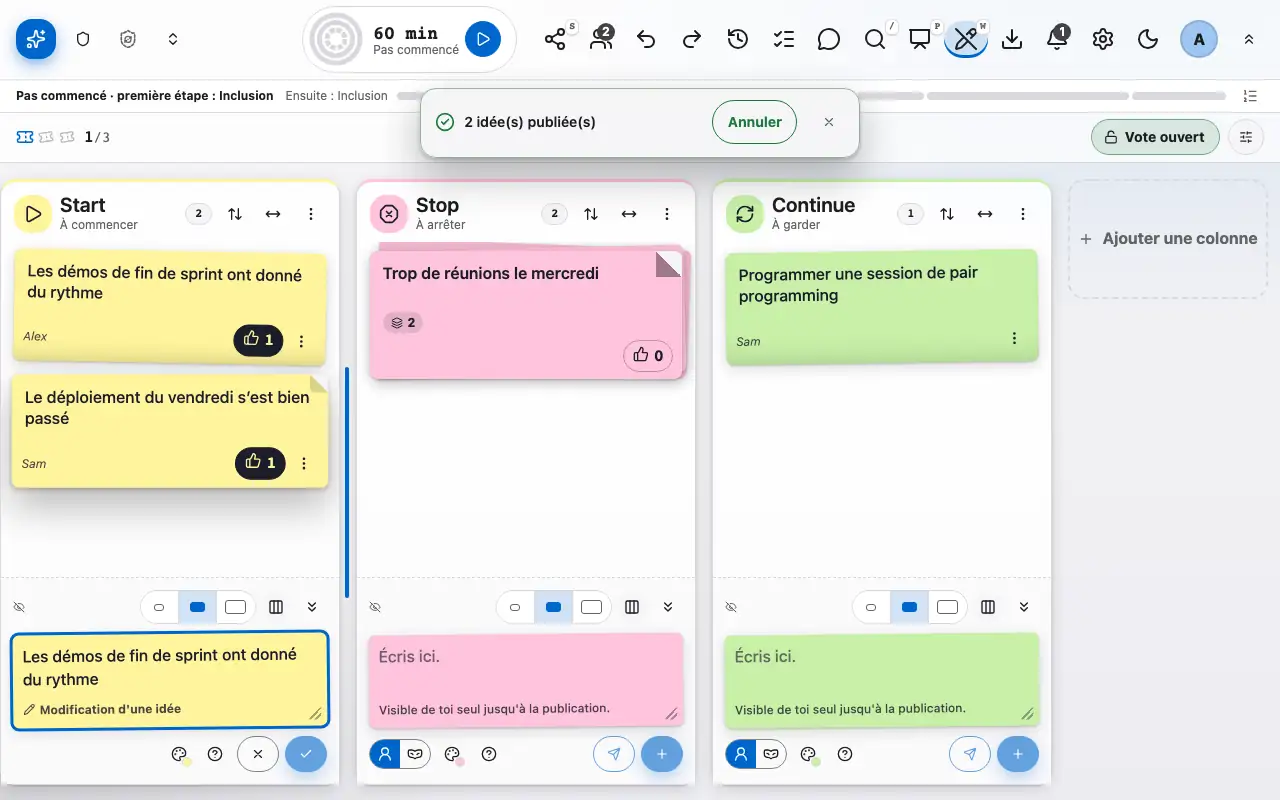 60 min
Pas commencé
S
2
/
P
W
1
A
Pas commencé · première étape : Inclusion
Ensuite : Inclusion
2 idée(s) publiée(s)
Annuler
1/3
Vote ouvert
Start
À commencer
2
Les démos de fin de sprint ont donné
du rythme
Alex
1
Le déploiement du vendredi s’est bien
passé
Sam
1
Les démos de fin de sprint ont donné
du rythme
Modification d'une idée
Stop
À arrêter
2
Trop de réunions le mercredi
2
0
Écris ici.
Visible de toi seul jusqu'à la publication.
Continue
À garder
1
Programmer une session de pair
programming
Sam
Écris ici.
Visible de toi seul jusqu'à la publication.
Ajouter une colonne